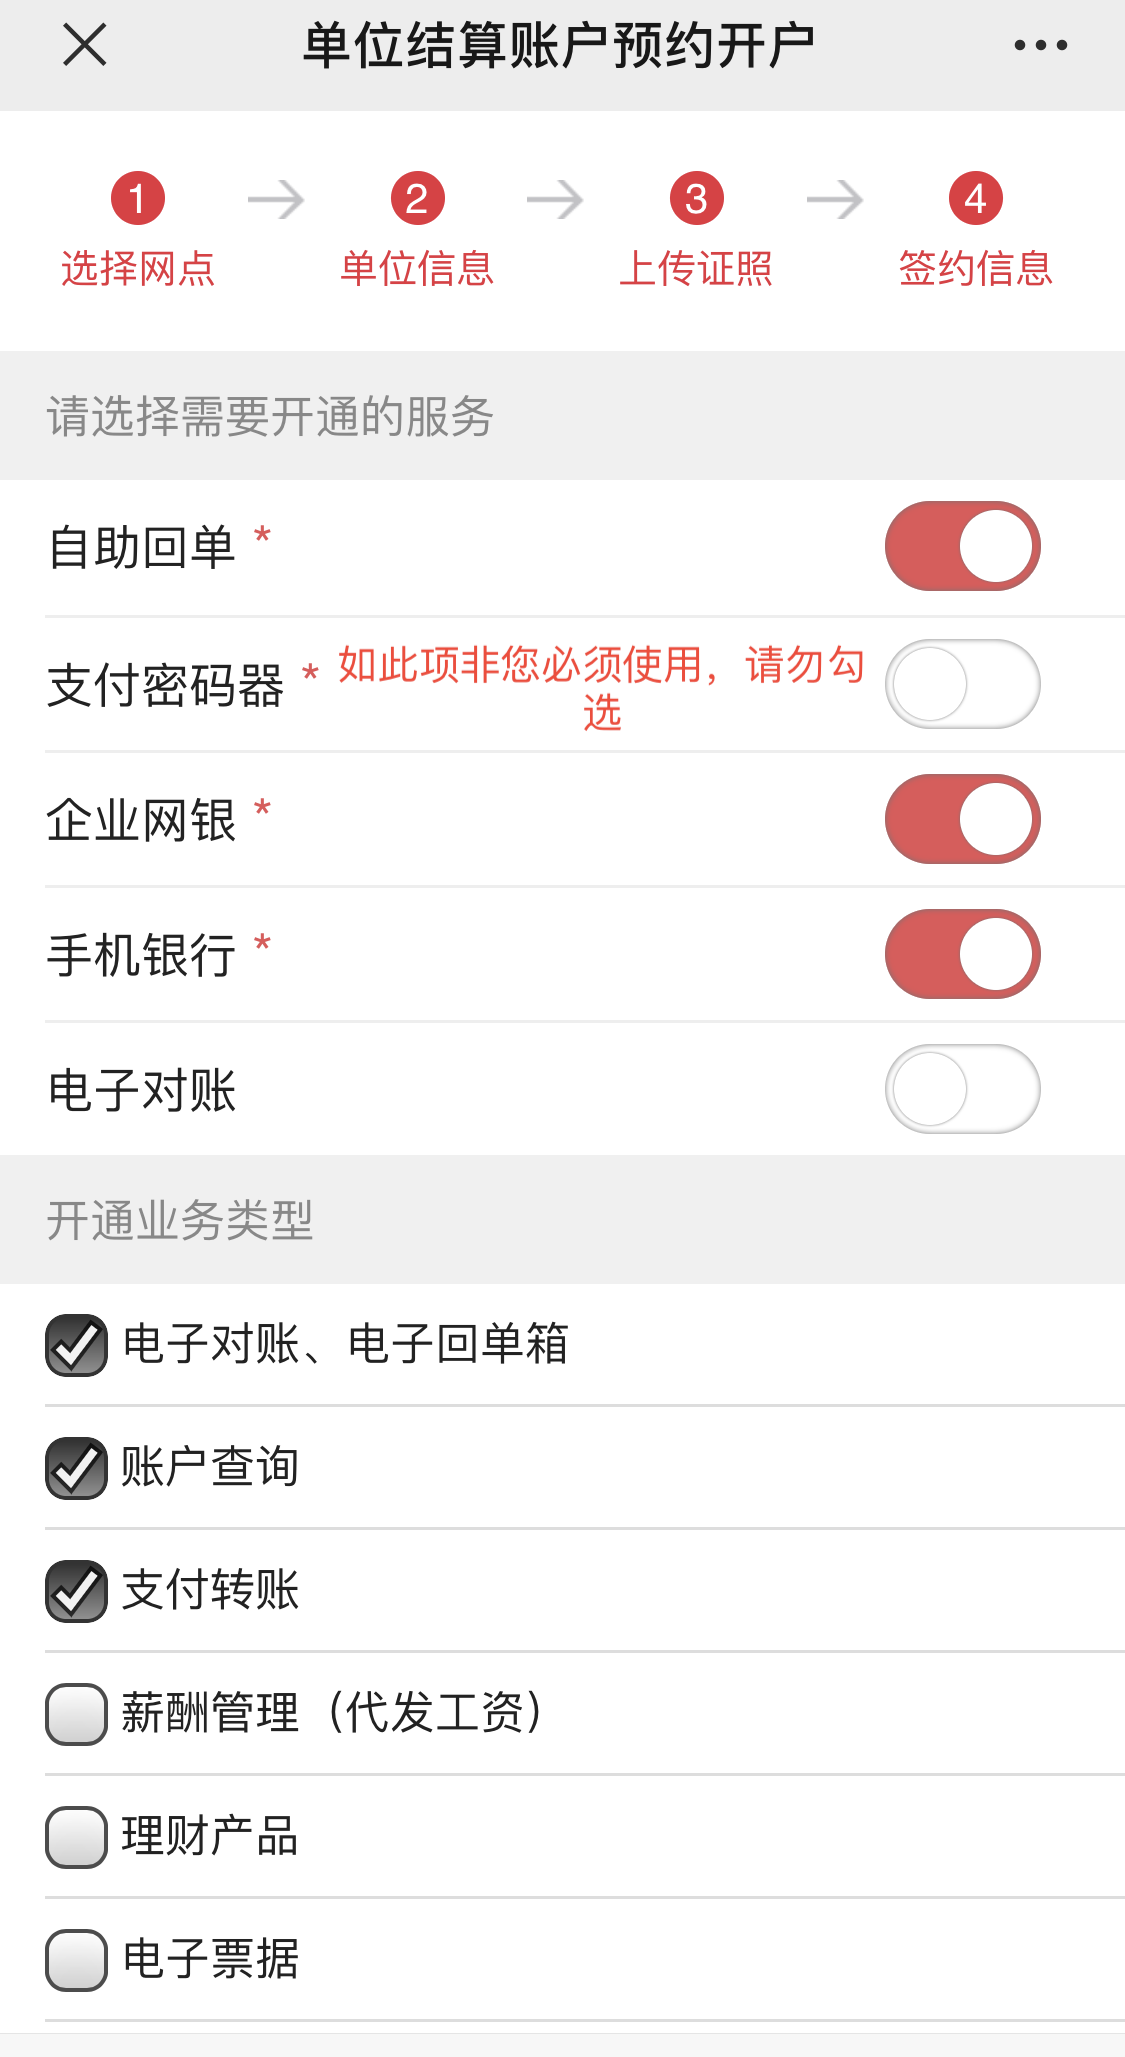 单位结算账户预约开户
1 2 3 4
选择网点 单位信息 上传证照 签约信息
请选择需要开通的服务
自助回单 *
支付密码器 * 如此项非您必须使用，请勿勾
选
企业网银 *
手机银行 *
电子对账
开通业务类型
电子对账、电子回单箱
账户查询
支付转账
薪酬管理（代发工资）
理财产品
电子票据